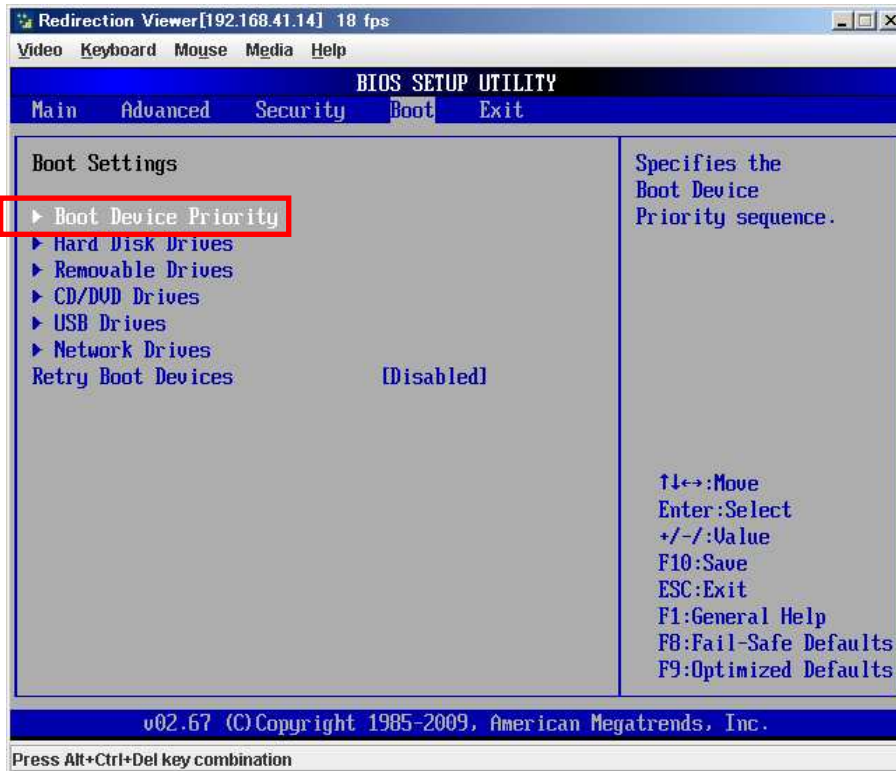 Redirection Viewer[192.168.41.14] 18 fps
Video Keyboard Mouse Media Help
BIOS SETUP UTILITY
Main Advanced Security Boot Exit
Boot Settings
Boot Device Priority
Hard Disk Drives
Removable Drives
CD/DVD Drives
USB Drives
Network Drives
Retry Boot Devices [Disabled]
Specifies the
Boot Device
Priority sequence.
↑↓←→:Move
Enter:Select
+/-/:Value
F10:Save
ESC:Exit
F1:General Help
F8:Fail-Safe Defaults
F9:Optimized Defaults
v02.67 (C)Copyright 1985-2009, American Megatrends, Inc.
Press Alt+Ctrl+Del key combination